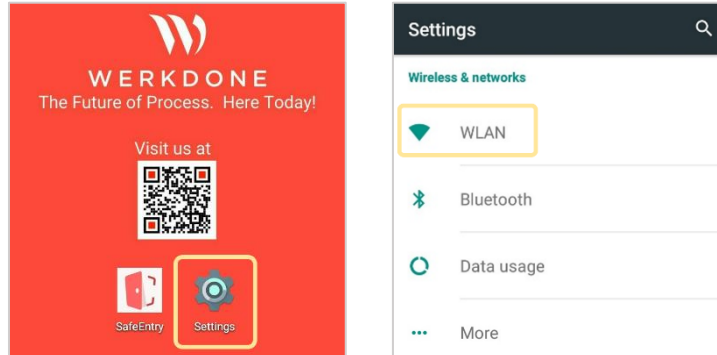 WERKDONE
The Future of Process. Here Today!
Visit us at
SafeEntry
Settings
Settings
Wireless & networks
WLAN
Bluetooth
Data usage
More